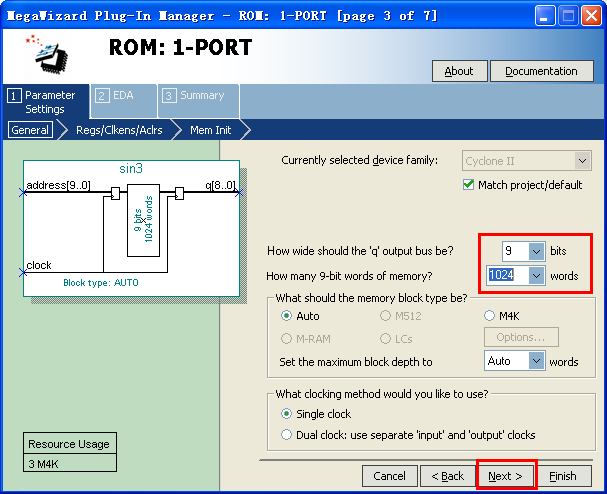 MegaWizard Plug-In Manager - ROM: 1-PORT [page 3 of 7]
ROM: 1-PORT
About
Documentation
1 Parameter Settings
2 EDA
3 Summary
General
Regs/Clkens/Aclrs
Mem Init
sin3
address[9..0]
q[8..0]
9 bits
1024 words
clock
Block type: AUTO
Currently selected device family:
Cyclone II
Match project/default
How wide should the 'q' output bus be?
9
bits
How many 9-bit words of memory?
1024
words
What should the memory block type be?
Auto
M512
M4K
M-RAM
LCs
Options...
Set the maximum block depth to
Auto
words
What clocking method would you like to use?
Single clock
Dual clock: use separate 'input' and 'output' clocks
Resource Usage
3 M4K
Cancel
< Back
Next >
Finish